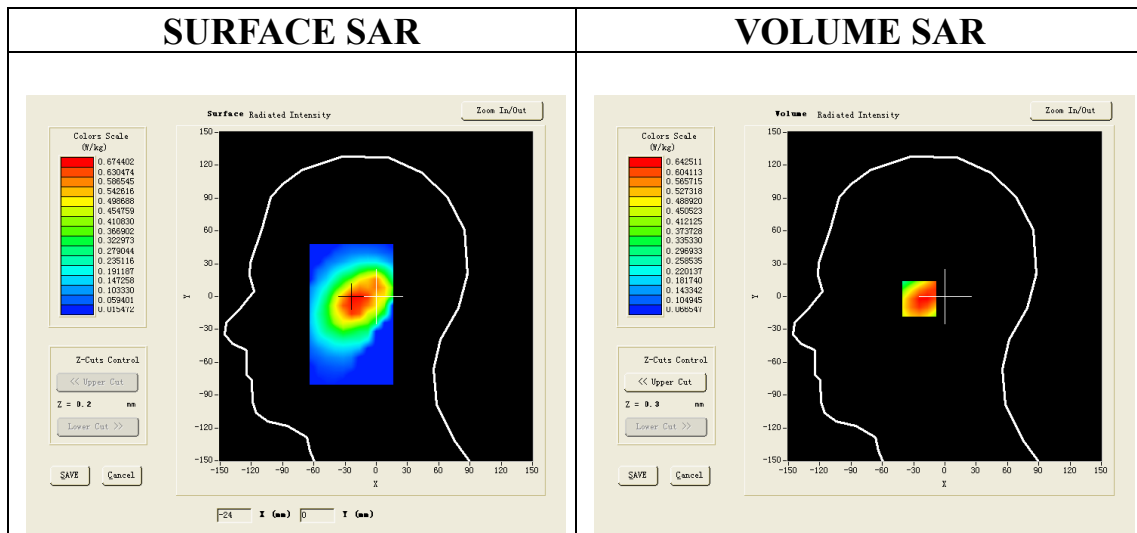 SURFACE SAR
VOLUME SAR
Surface Radiated Intensity
Zoom In/Out
Colors Scale
(W/kg)
0.674402
0.630474
0.586545
0.542616
0.498688
0.454759
0.410830
0.366902
0.322973
0.279044
0.235116
0.191187
0.147258
0.103330
0.059401
0.015472
150
120
90
60
30
Y
0
-30
-60
-90
-120
-150
-150 -120 -90 -60 -30 0 30 60 90 120 150
X
Z-Cuts Control
<< Upper Cut
Z = 0.2 mm
Lower Cut >>
SAVE
Cancel
-24 X (mm) 0 Y (mm)
Volume Radiated Intensity
Zoom In/Out
Colors Scale
(W/kg)
0.642511
0.604113
0.565715
0.527318
0.488920
0.450523
0.412125
0.373728
0.335330
0.296933
0.258535
0.220137
0.181740
0.143342
0.104945
0.066547
150
120
90
60
30
Y
0
-30
-60
-90
-120
-150
-150 -120 -90 -60 -30 0 30 60 90 120 150
X
Z-Cuts Control
<< Upper Cut
Z = 0.3 mm
Lower Cut >>
SAVE
Cancel